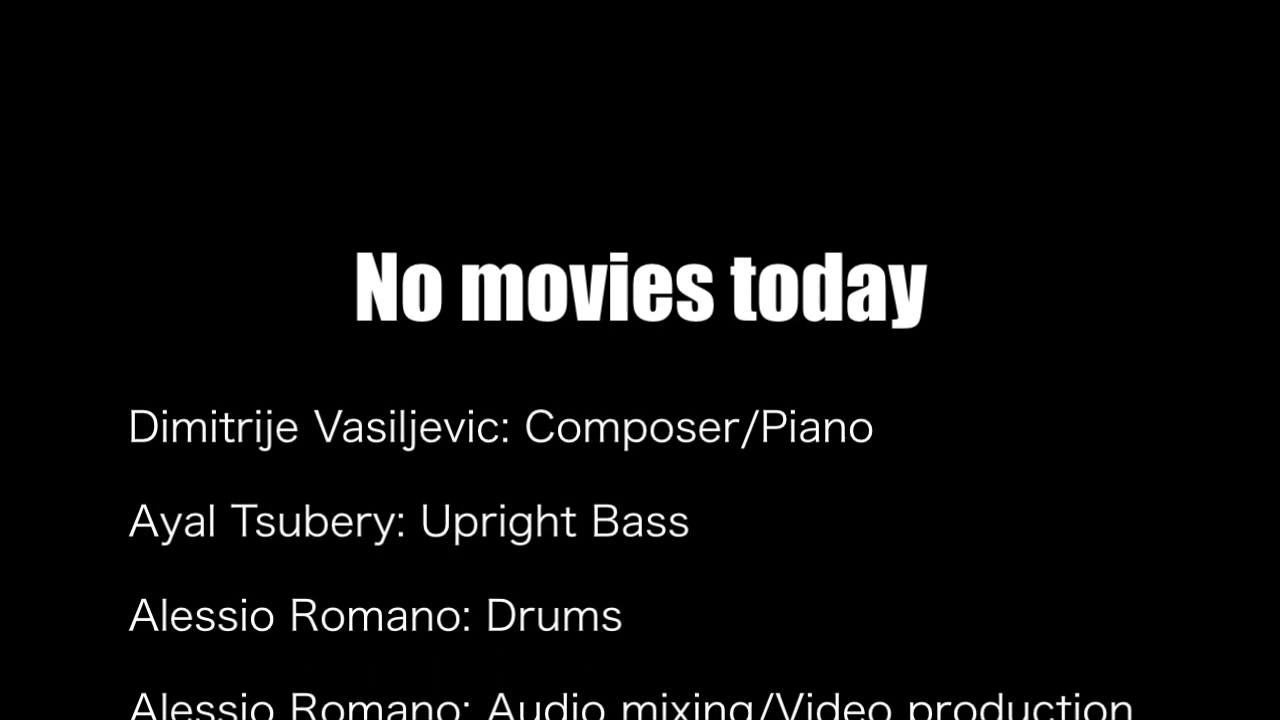 No movies today
Dimitrije Vasiljevic: Composer/Piano
Ayal Tsubery: Upright Bass
Alessio Romano: Drums
Alessio Romano: Audio mixing/Video production